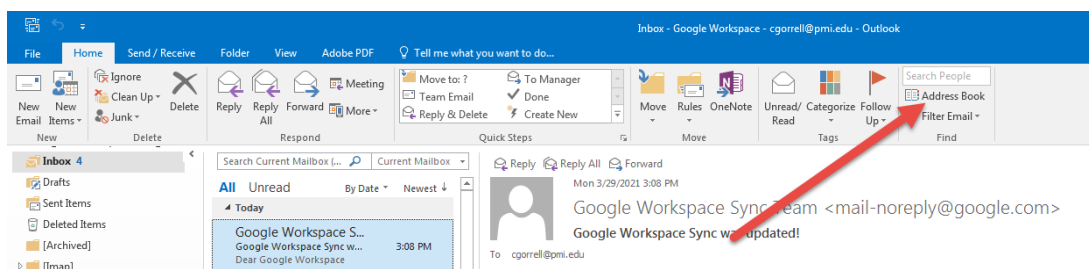 Inbox - Google Workspace - cgorrell@pmi.edu - Outlook
File Home Send / Receive Folder View Adobe PDF Tell me what you want to do...
New Email
New Items
Ignore
Clean Up
Junk
Delete
Reply
Reply All
Forward
Meeting
More
Move to: ?
Team Email
Reply & Delete
To Manager
Done
Create New
Move
Rules
OneNote
Unread/ Read
Categorize
Follow Up
Search People
Address Book
Filter Email
New Delete Respond Quick Steps Move Tags Find
Inbox 4
Drafts
Sent Items
Deleted Items
[Archived]
[Imap]
Search Current Mailbox (... Current Mailbox
All Unread By Date Newest ↓
Today
Google Workspace S...
Google Workspace Sync w... 3:08 PM
Dear Google Workspace
Reply Reply All Forward
Mon 3/29/2021 3:08 PM
Google Workspace Sync Team <mail-noreply@google.com>
Google Workspace Sync was updated!
To cgorrell@pmi.edu